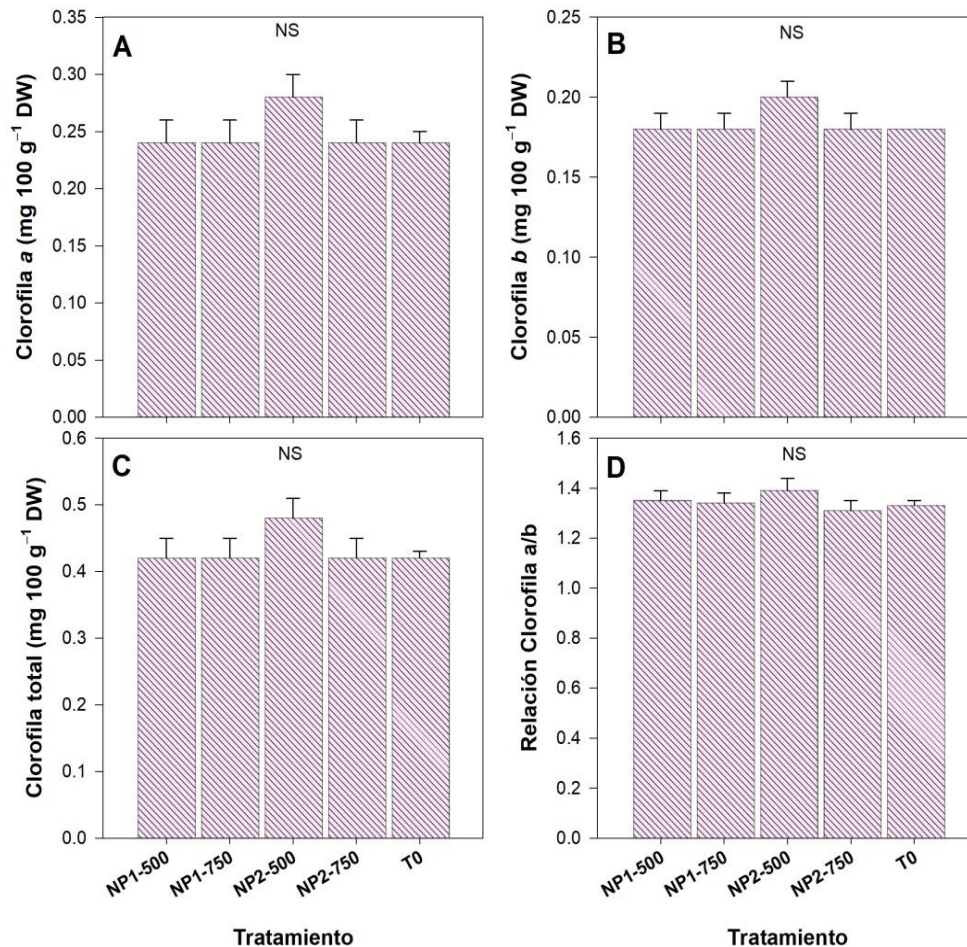 A
NS
0.35
0.30
0.25
0.20
0.15
0.10
0.05
0.00
Clorofila a (mg 100 g⁻¹ DW)
B
NS
0.25
0.20
0.15
0.10
0.05
0.00
Clorofila b (mg 100 g⁻¹ DW)
C
NS
0.6
0.5
0.4
0.3
0.2
0.1
0.0
Clorofila total (mg 100 g⁻¹ DW)
NP1-500
NP1-750
NP2-500
NP2-750
T0
Tratamiento
D
NS
1.6
1.4
1.2
1.0
0.8
0.6
0.4
0.2
0.0
Relación Clorofila a/b
NP1-500
NP1-750
NP2-500
NP2-750
T0
Tratamiento